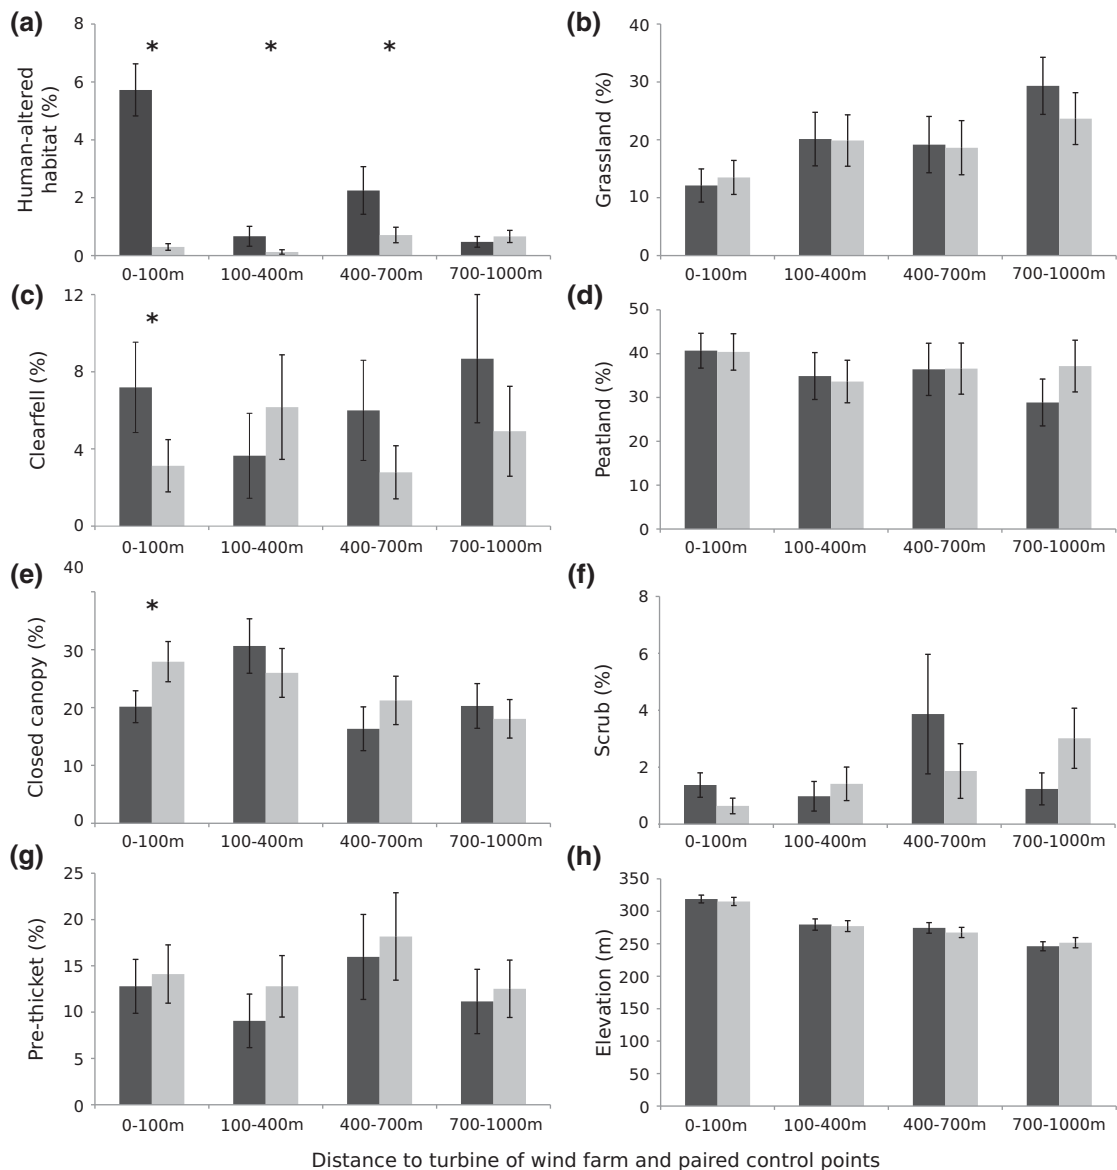 (a)
Human-altered
habitat (%)
8
6
4
2
0
*
*
*
0-100m
100-400m
400-700m
700-1000m
(b)
Grassland (%)
40
30
20
10
0
0-100m
100-400m
400-700m
700-1000m
(c)
Clearfell (%)
12
8
4
0
*
0-100m
100-400m
400-700m
700-1000m
(d)
Peatland (%)
50
40
30
20
10
0
0-100m
100-400m
400-700m
700-1000m
(e)
Closed canopy (%)
40
30
20
10
0
*
0-100m
100-400m
400-700m
700-1000m
(f)
Scrub (%)
8
6
4
2
0
0-100m
100-400m
400-700m
700-1000m
(g)
Pre-thicket (%)
25
20
15
10
5
0
0-100m
100-400m
400-700m
700-1000m
(h)
Elevation (m)
350
300
250
200
150
100
50
0
0-100m
100-400m
400-700m
700-1000m
Distance to turbine of wind farm and paired control points